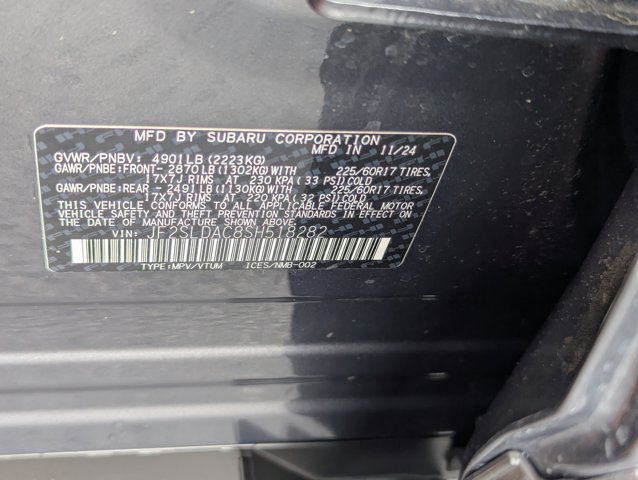 MFD BY SUBARU CORPORATION
GVWR/PNBV: 4901LB (2223KG) MFD IN 11/24
GAWR/PNBE:FRONT- 2870LB(1302KG)WITH 225/60R17 TIRES,
17X7J RIMS AT 230 KPA( 33 PSI)COLD
GAWR/PNBE:REAR - 2491LB(1130KG)WITH 225/60R17 TIRES,
17X7J RIMS AT 220 KPA( 32 PSI)COLD
THIS VEHICLE CONFORMS TO ALL APPLICABLE FEDERAL MOTOR
VEHICLE SAFETY AND THEFT PREVENTION STANDARDS IN EFFECT
ON THE DATE OF MANUFACTURE SHOWN ABOVE.
VIN: JF2SLDAC8SH518282
TYPE:MPV/VTUM ICES/NMB-002